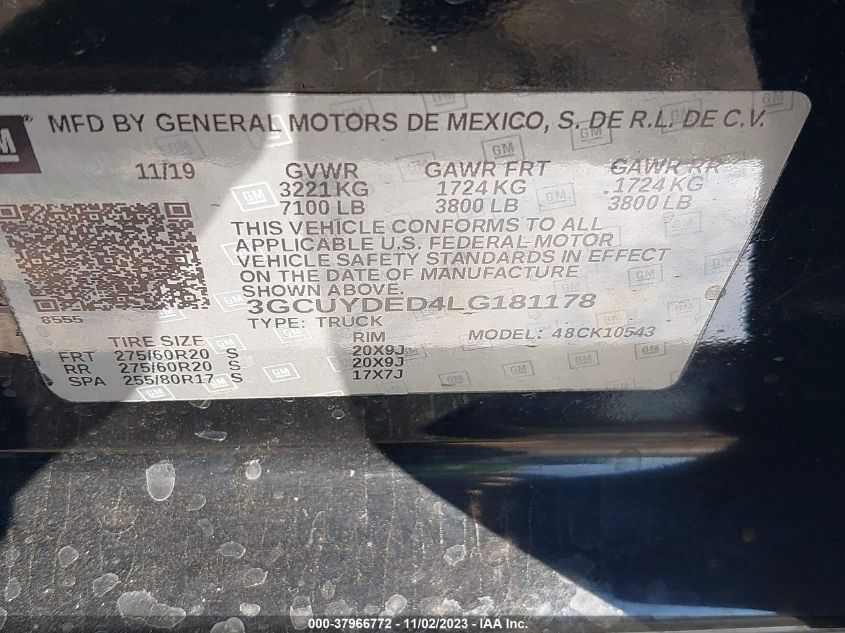 GM ® MFD BY GENERAL MOTORS DE MEXICO, S. DE R.L. DE C.V.
11/19 GVWR GAWR FRT GAWR RR
3221 KG 1724 KG 1724 KG
7100 LB 3800 LB 3800 LB
THIS VEHICLE CONFORMS TO ALL
APPLICABLE U.S. FEDERAL MOTOR
VEHICLE SAFETY STANDARDS IN EFFECT
ON THE DATE OF MANUFACTURE
SHOWN ABOVE.
3GCUYDED4LG181178
8555 TYPE: TRUCK MODEL: 48CK10543
TIRE SIZE RIM
FRT 275/60R20 S 20X9J
RR 275/60R20 S 20X9J
SPA 255/80R17 S 17X7J
000-37966772 - 11/02/2023 - IAA Inc.